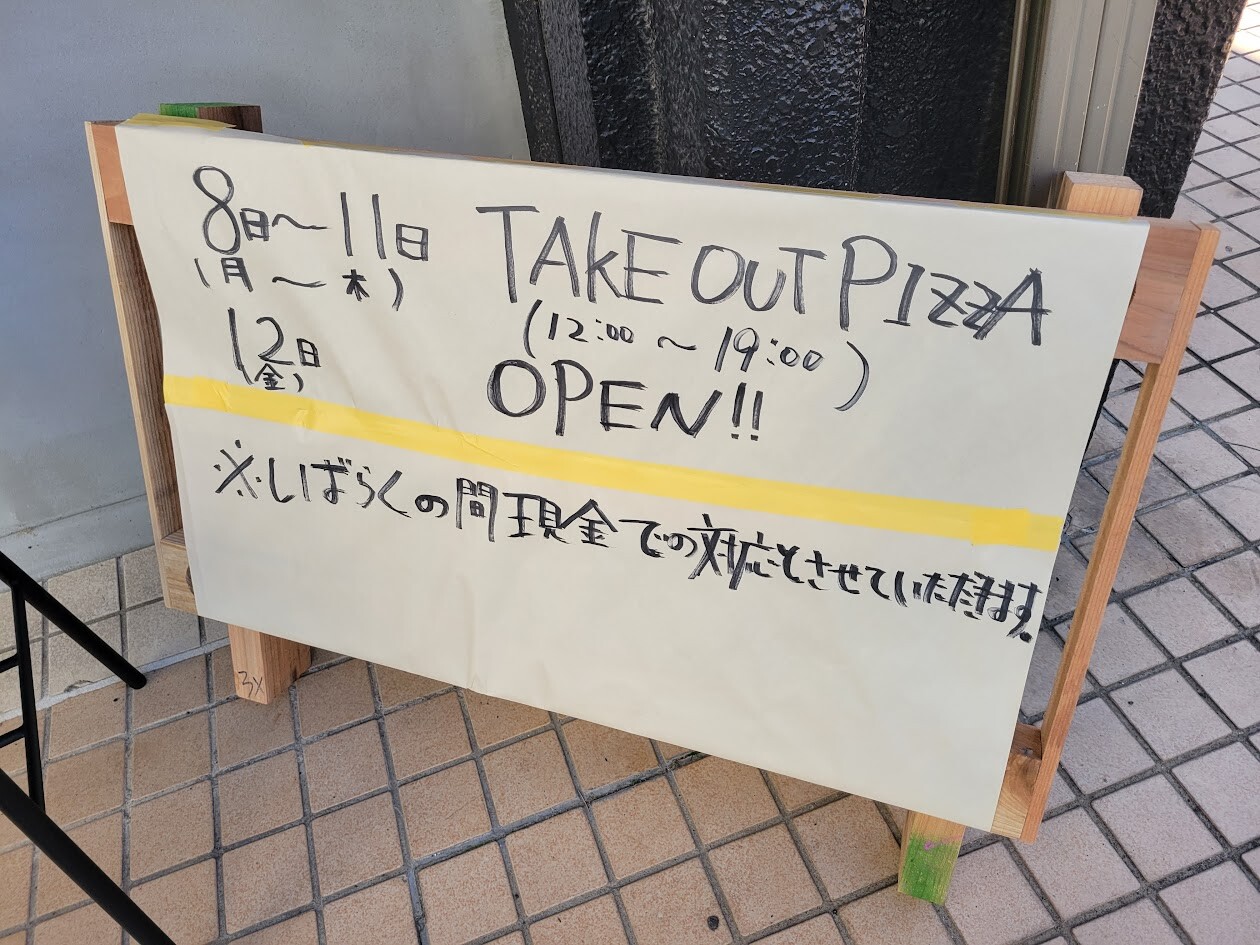 8日〜11日 TAKE OUT PIZZA
(月〜木) (12:00〜19:00)
12日 OPEN!!
(金)
※しばらくの間現金での対応とさせていただきます。
3X